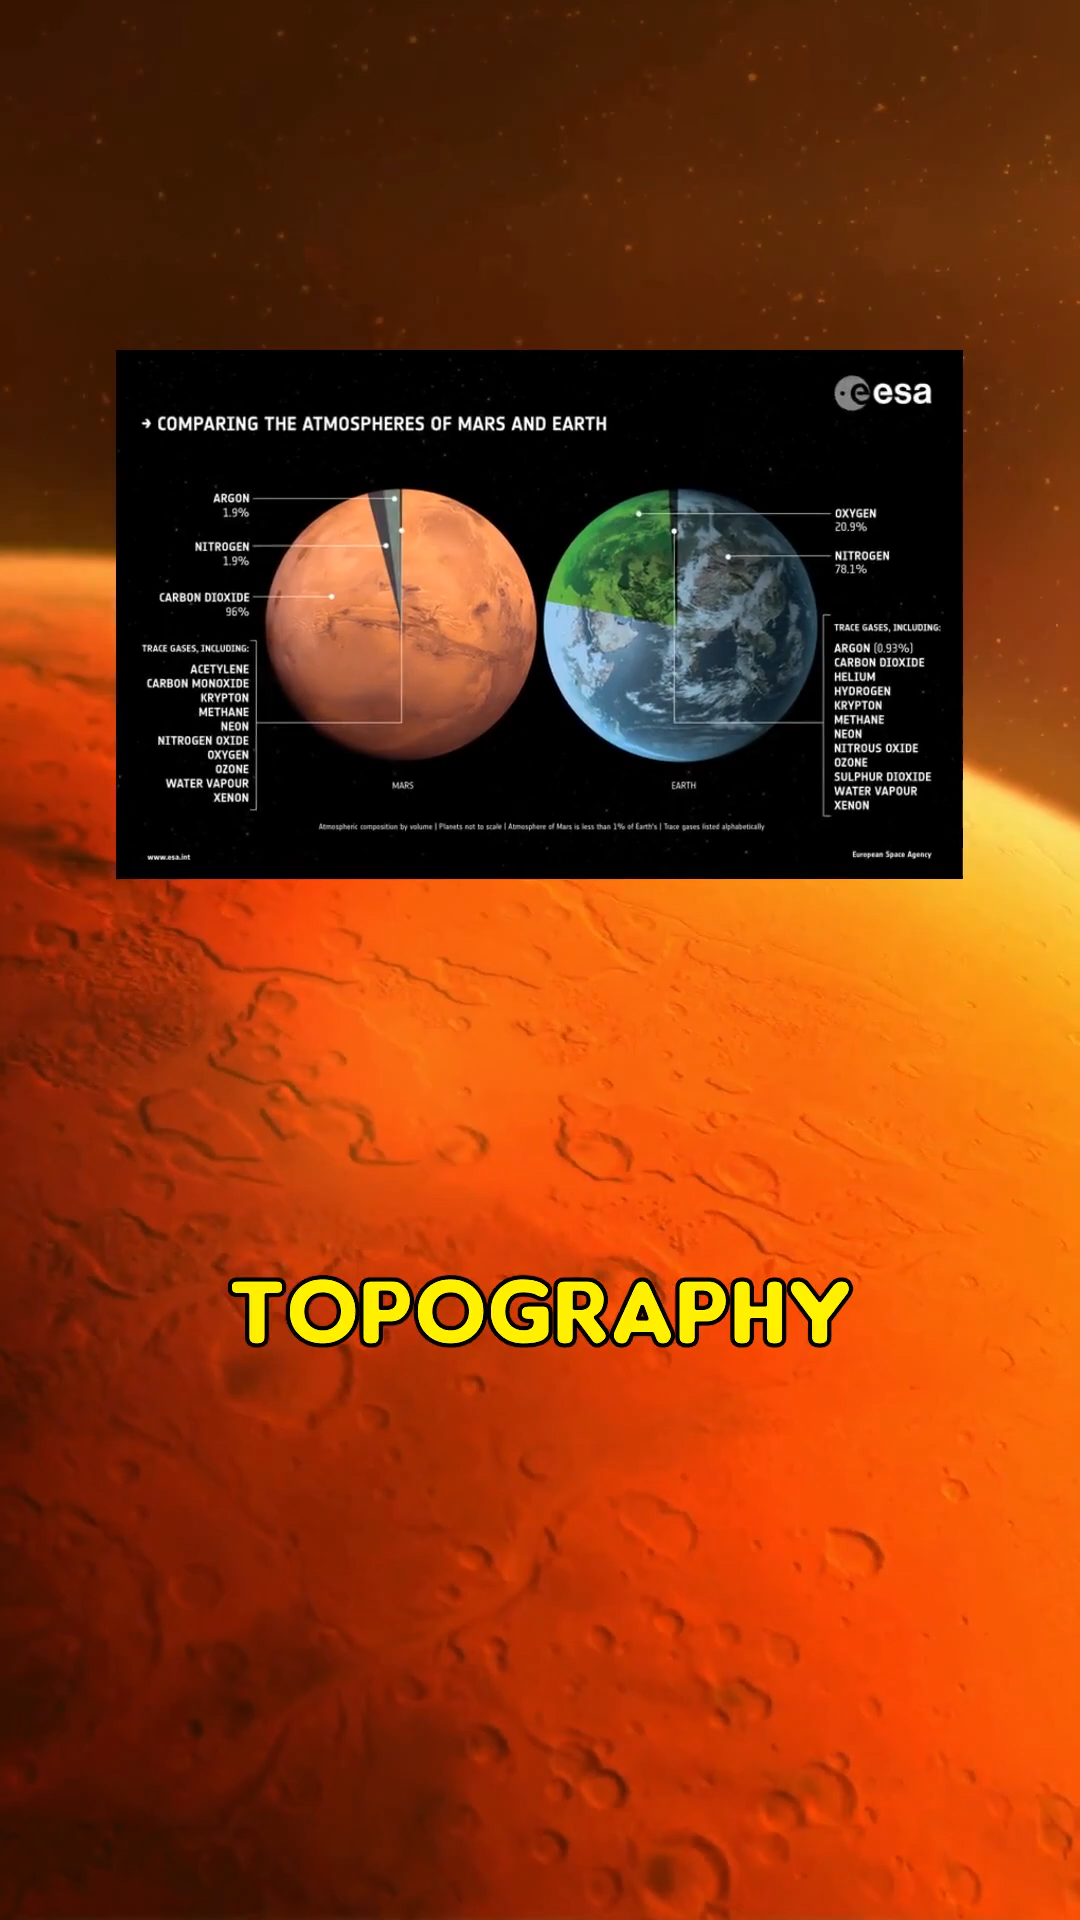 esa
→ COMPARING THE ATMOSPHERES OF MARS AND EARTH
ARGON
1.9%
NITROGEN
1.9%
CARBON DIOXIDE
96%
TRACE GASES, INCLUDING:
ACETYLENE
CARBON MONOXIDE
KRYPTON
METHANE
NEON
NITROGEN OXIDE
OXYGEN
OZONE
WATER VAPOUR
XENON
MARS
OXYGEN
20.9%
NITROGEN
78.1%
TRACE GASES, INCLUDING:
ARGON (0.93%)
CARBON DIOXIDE
HELIUM
HYDROGEN
KRYPTON
METHANE
NEON
NITROUS OXIDE
OZONE
SULPHUR DIOXIDE
WATER VAPOUR
XENON
EARTH
Atmospheric composition by volume | Planets not to scale | Atmosphere of Mars is less than 1% of Earth's | Trace gases listed alphabetically
www.esa.int
European Space Agency
TOPOGRAPHY